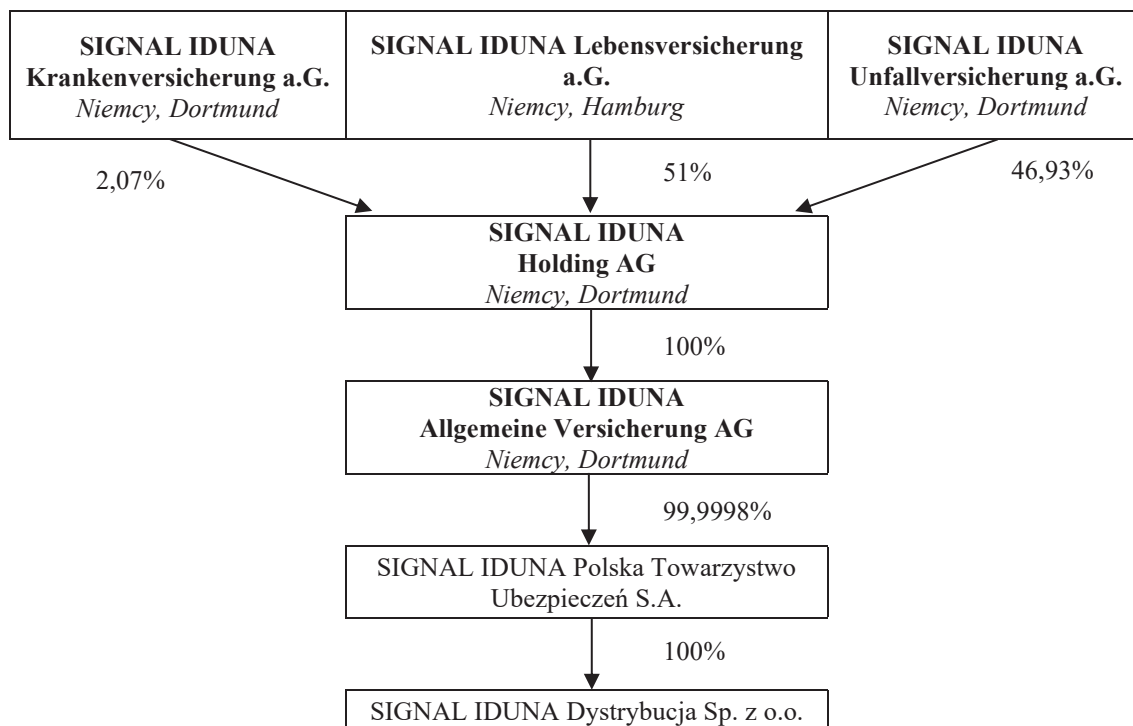 SIGNAL IDUNA
Krankenversicherung a.G.
Niemcy, Dortmund
SIGNAL IDUNA Lebensversicherung
a.G.
Niemcy, Hamburg
SIGNAL IDUNA
Unfallversicherung a.G.
Niemcy, Dortmund
2,07%
51%
46,93%
SIGNAL IDUNA
Holding AG
Niemcy, Dortmund
100%
SIGNAL IDUNA
Allgemeine Versicherung AG
Niemcy, Dortmund
99,9998%
SIGNAL IDUNA Polska Towarzystwo
Ubezpieczeń S.A.
100%
SIGNAL IDUNA Dystrybucja Sp. z o.o.